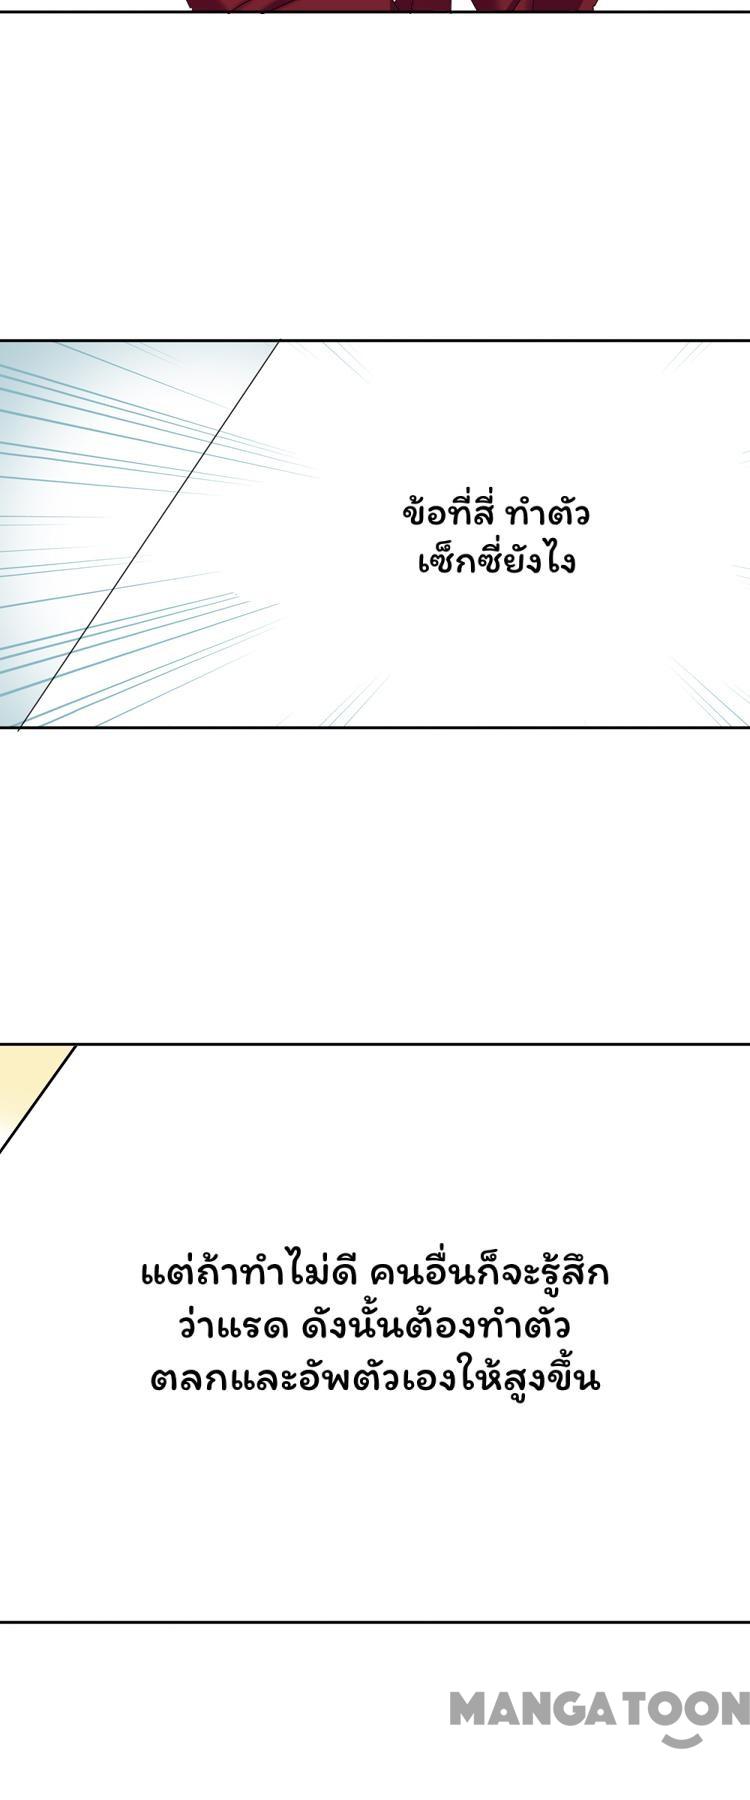 ข้อที่สี่ ทำตัว
เซ็กซี่ยังไง
แต่ถ้าทำไม่ดี คนอื่นก็จะรู้สึก
ว่าแรด ดังนั้นต้องทำตัว
ตลกและอัพตัวเองให้สูงขึ้น
MANGATOON